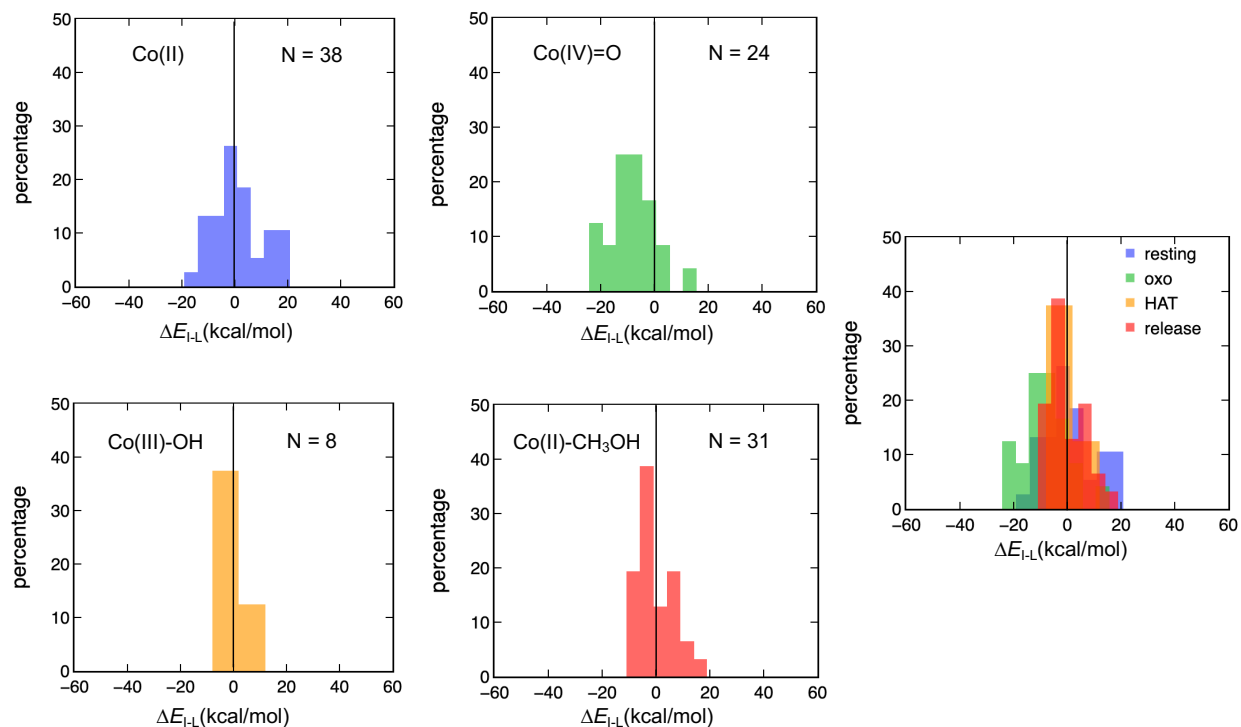 Co(II)
N = 38
percentage
50
40
30
20
10
0
−60 −40 −20 0 20 40 60
ΔE_I-L(kcal/mol)
Co(IV)=O
N = 24
percentage
50
40
30
20
10
0
−60 −40 −20 0 20 40 60
ΔE_I-L(kcal/mol)
Co(III)-OH
N = 8
percentage
50
40
30
20
10
0
−60 −40 −20 0 20 40 60
ΔE_I-L(kcal/mol)
Co(II)-CH₃OH
N = 31
percentage
50
40
30
20
10
0
−60 −40 −20 0 20 40 60
ΔE_I-L(kcal/mol)
resting
oxo
HAT
release
percentage
50
40
30
20
10
0
−60 −40 −20 0 20 40 60
ΔE_I-L(kcal/mol)